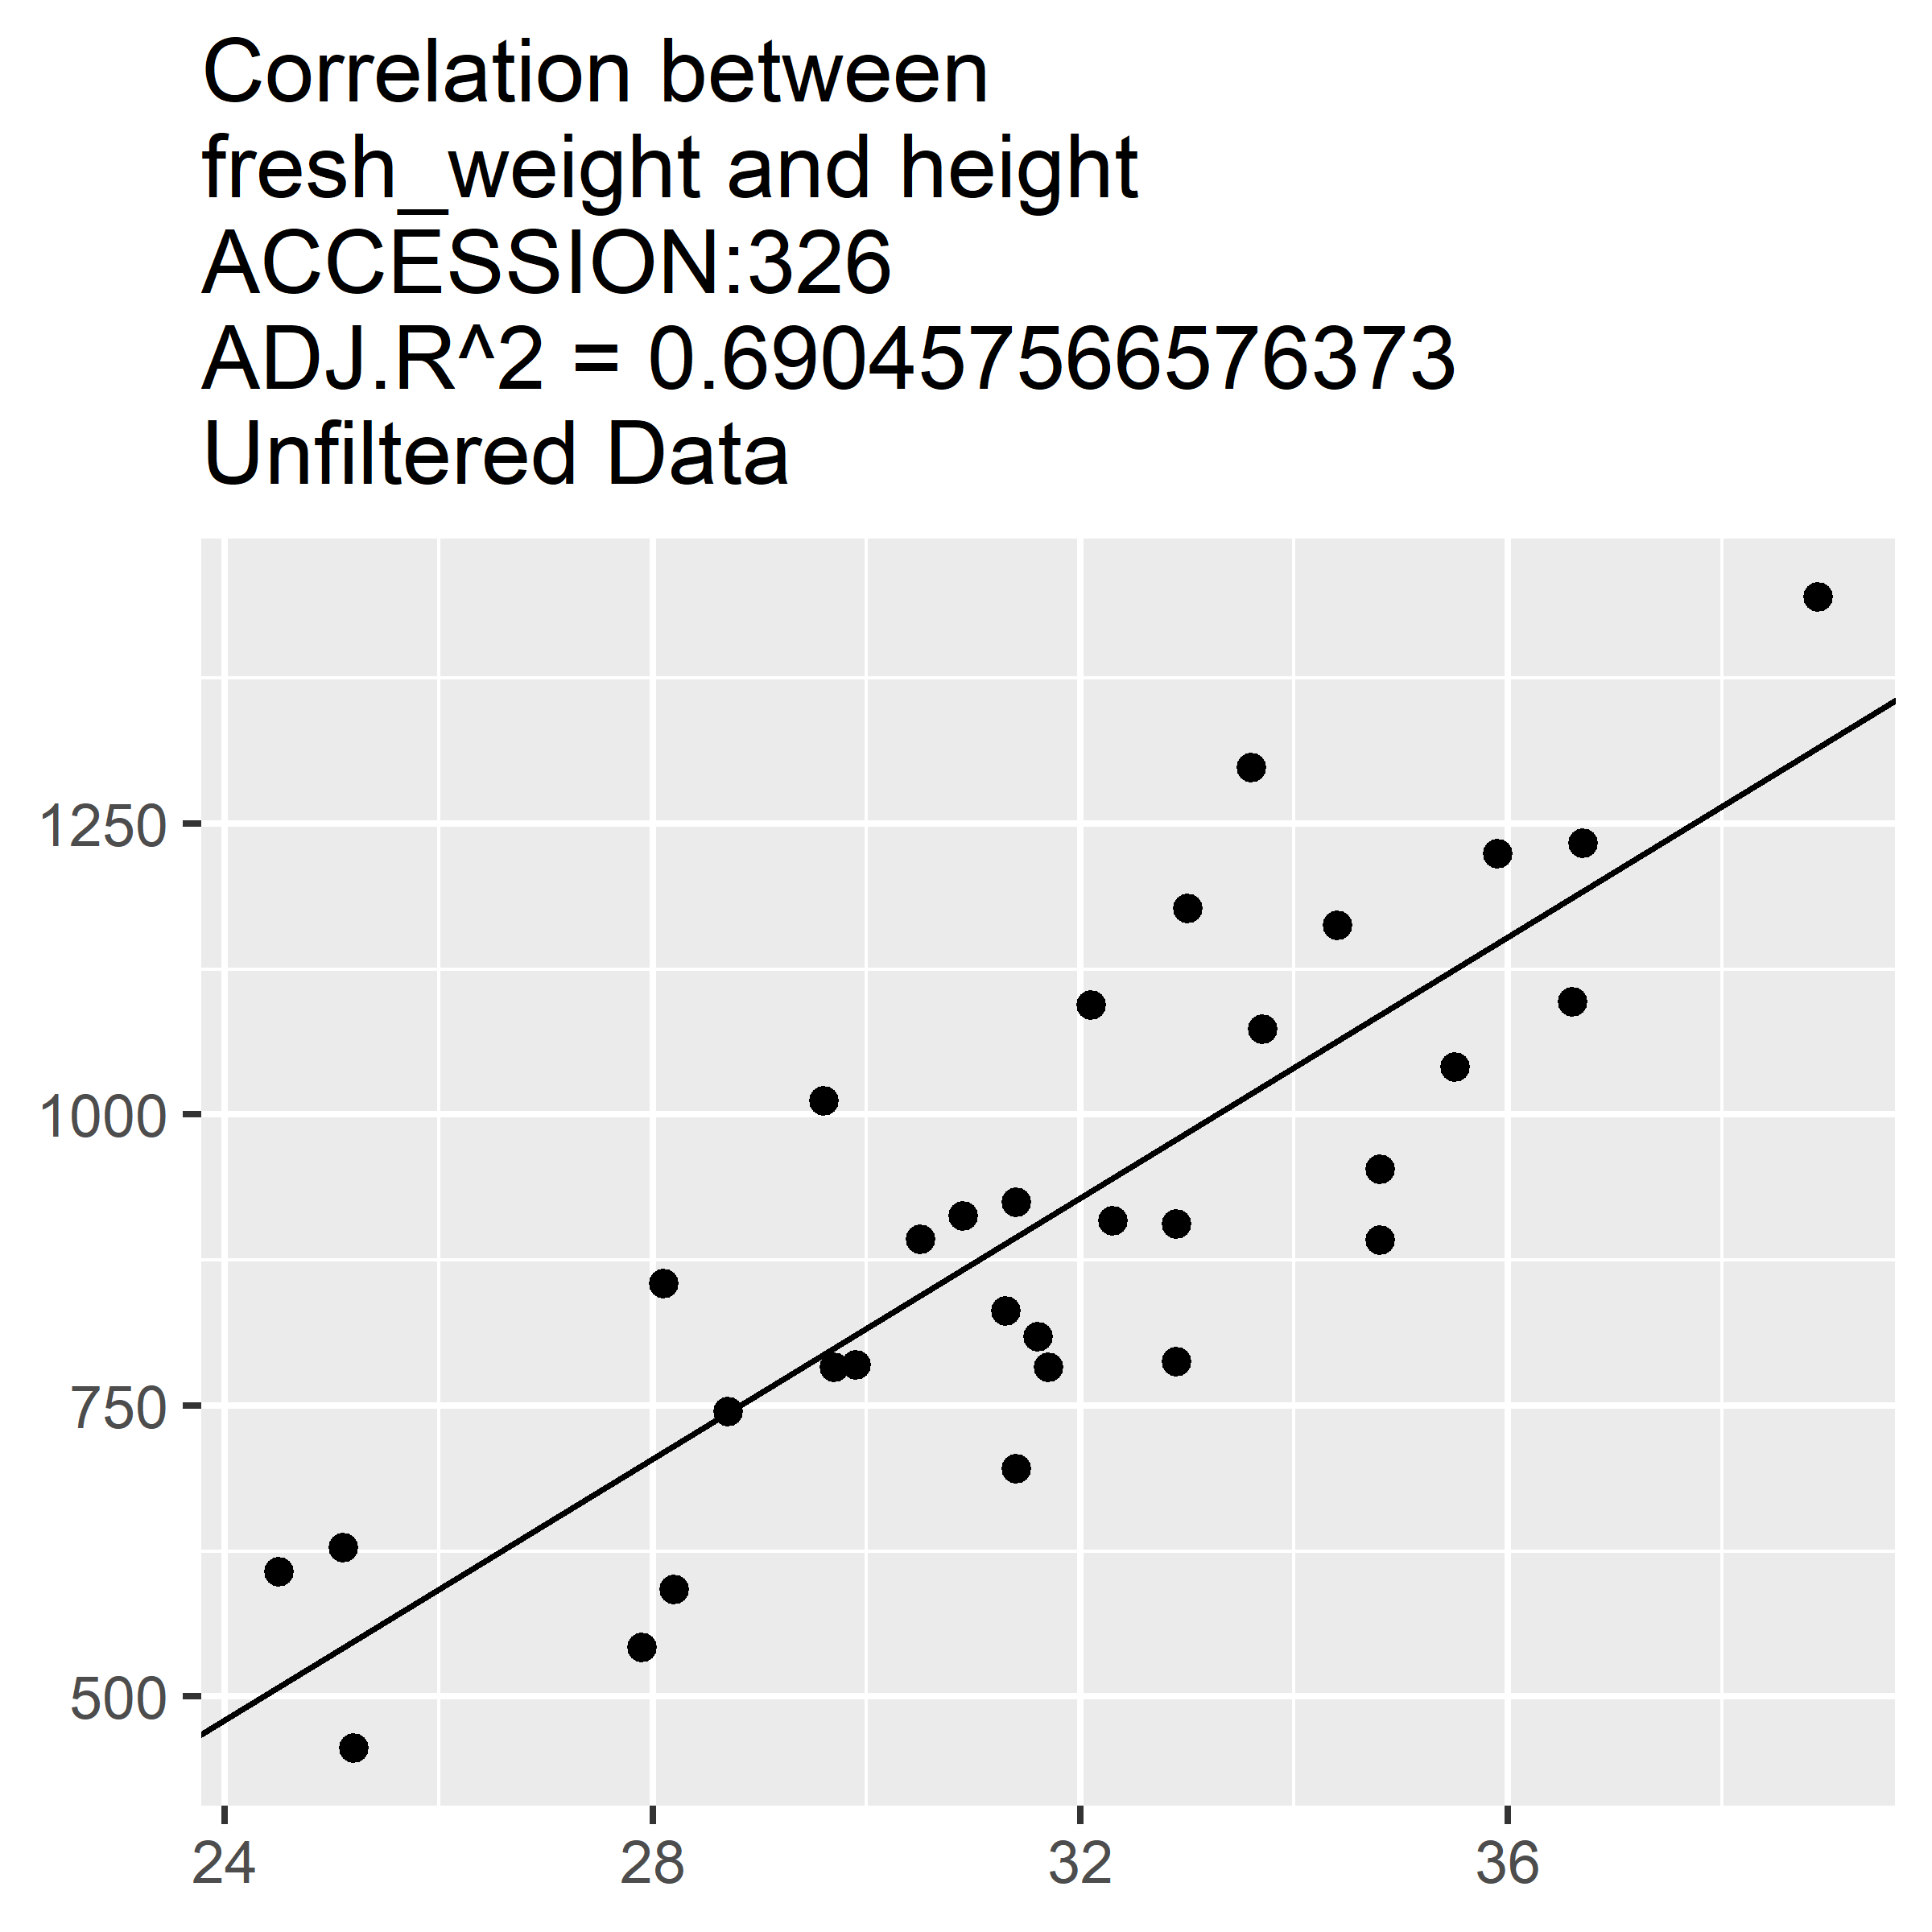 Correlation between
fresh_weight and height
ACCESSION:326
ADJ.R^2 = 0.690457566576373
Unfiltered Data
1250
1000
750
500
24 28 32 36